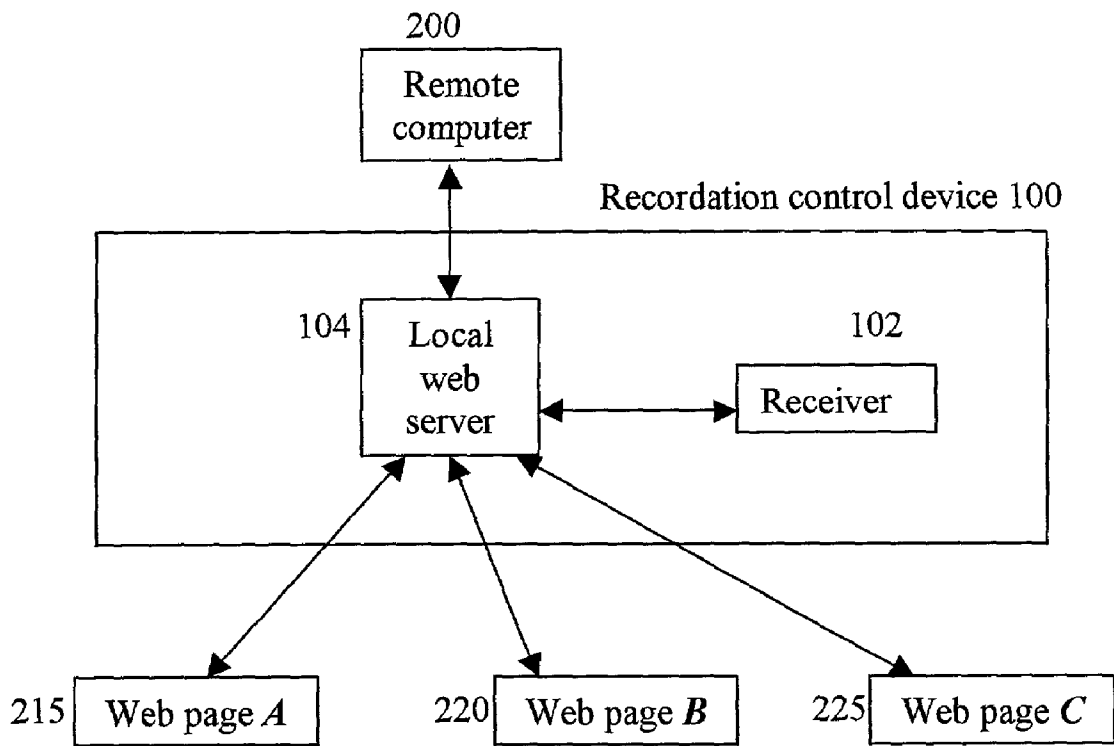 200
Remote
computer
Recordation control device 100
104
Local
web
server
102
Receiver
215
Web page A
220
Web page B
225
Web page C